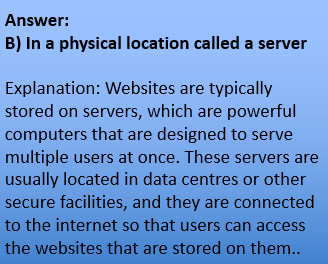 Answer:
B) In a physical location called a server
Explanation: Websites are typically
stored on servers, which are powerful
computers that are designed to serve
multiple users at once. These servers are
usually located in data centres or other
secure facilities, and they are connected
to the internet so that users can access
the websites that are stored on them..